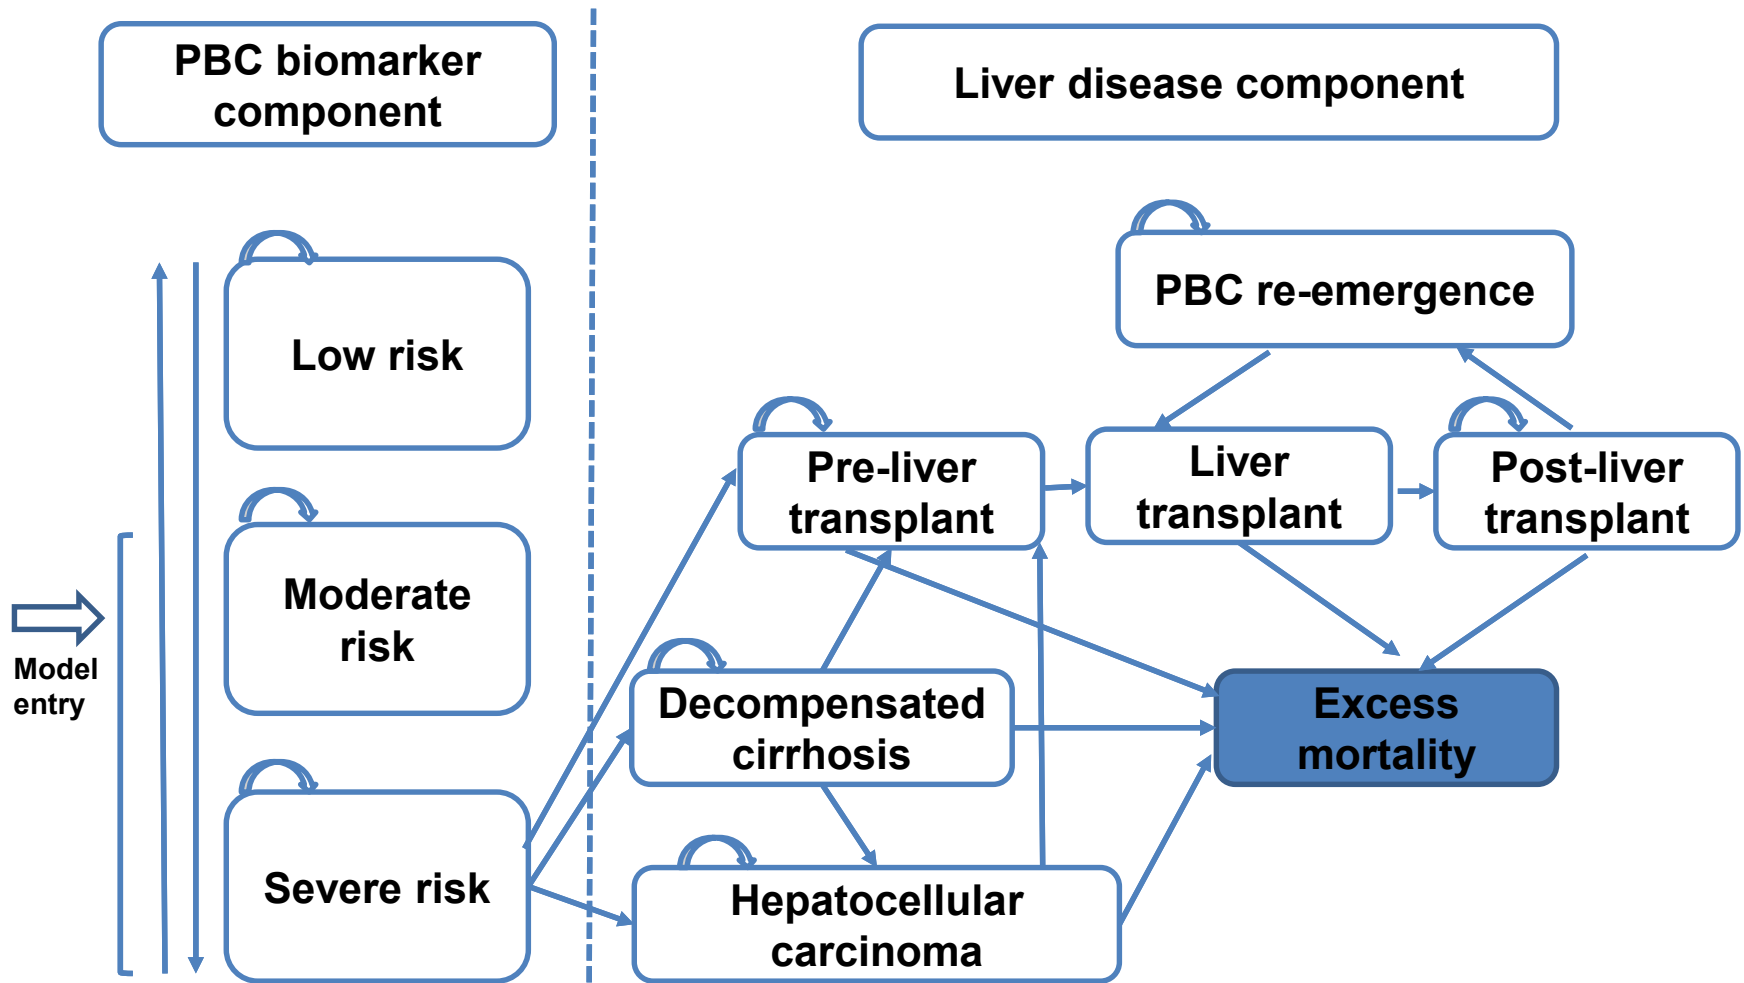 PBC biomarker
component
Liver disease component
Low risk
Moderate
risk
Severe risk
Model
entry
PBC re-emergence
Pre-liver
transplant
Liver
transplant
Post-liver
transplant
Decompensated
cirrhosis
Excess
mortality
Hepatocellular
carcinoma